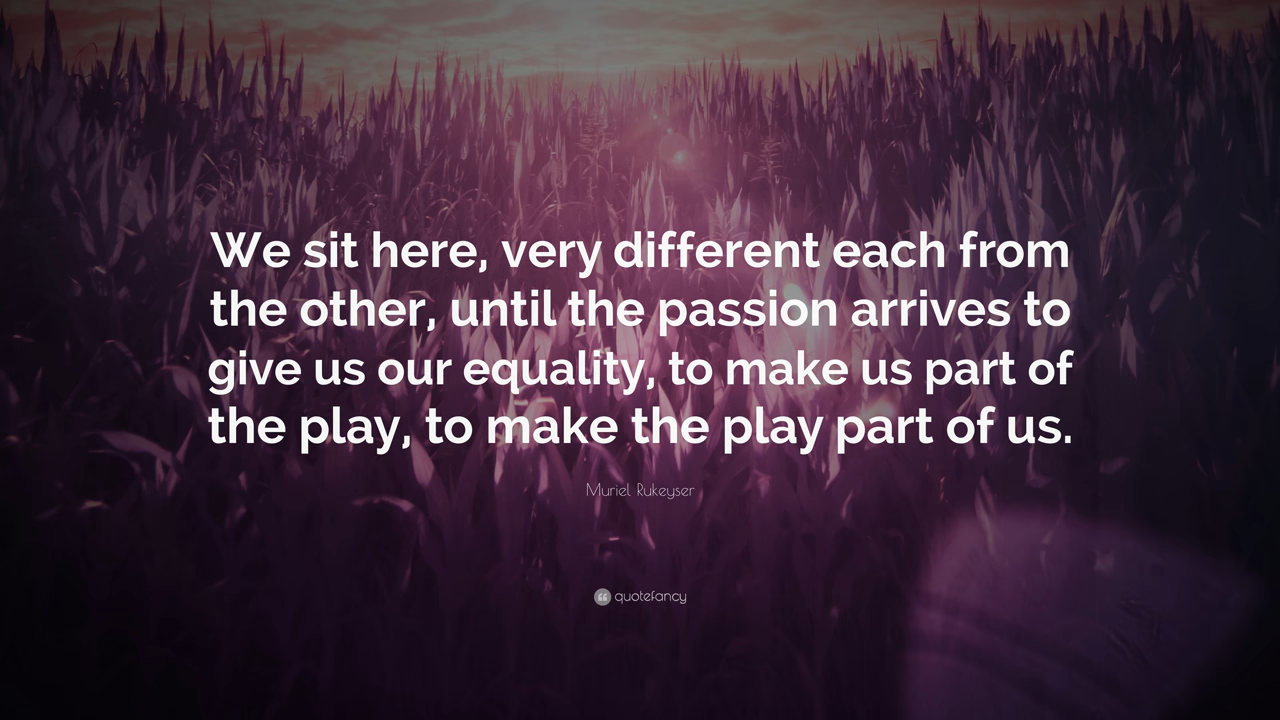 We sit here, very different each from
the other, until the passion arrives to
give us our equality, to make us part of
the play, to make the play part of us.
Muriel Rukeyser
quotefancy